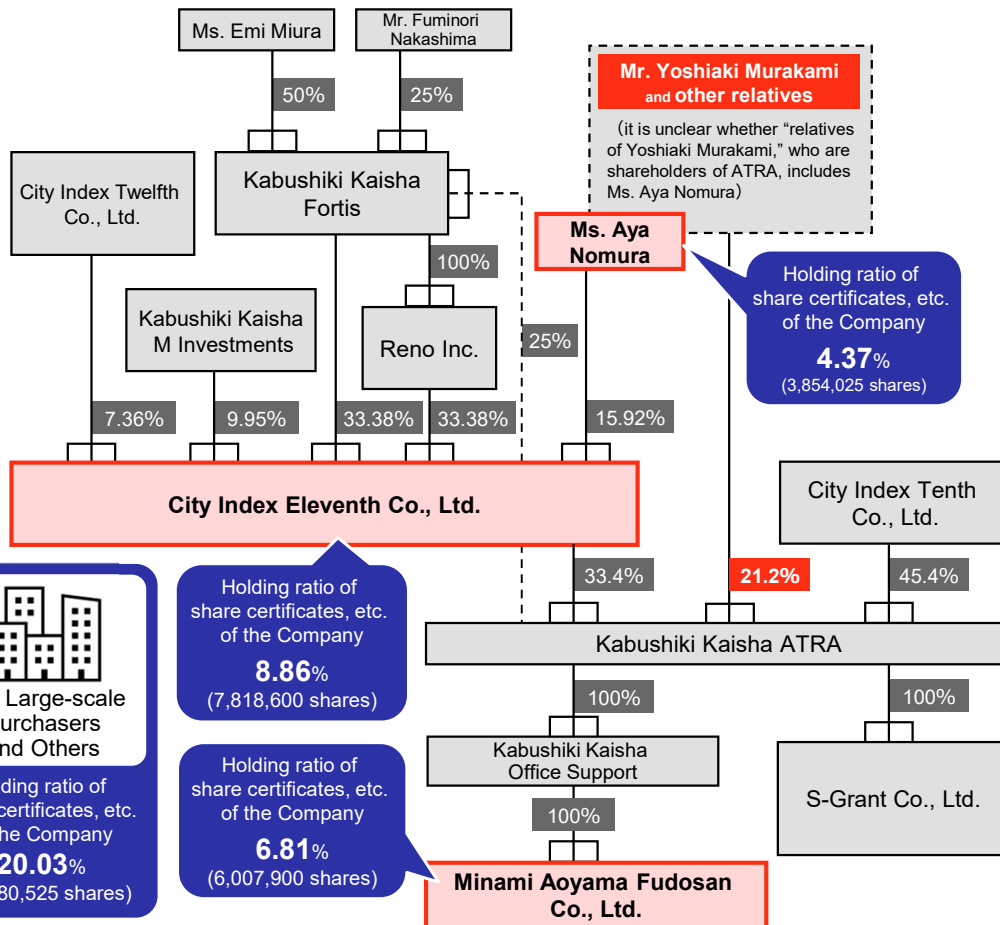 Ms. Emi Miura
Mr. Fuminori
Nakashima
50%
25%
Mr. Yoshiaki Murakami
and other relatives
(it is unclear whether “relatives
of Yoshiaki Murakami,” who are
shareholders of ATRA, includes
Ms. Aya Nomura)
City Index Twelfth
Co., Ltd.
Kabushiki Kaisha
Fortis
Ms. Aya
Nomura
100%
Holding ratio of
share certificates, etc.
of the Company
4.37%
(3,854,025 shares)
Kabushiki Kaisha
M Investments
Reno Inc.
25%
7.36%
9.95%
33.38%
33.38%
15.92%
City Index Eleventh Co., Ltd.
City Index Tenth
Co., Ltd.
33.4%
21.2%
45.4%
Holding ratio of
share certificates, etc.
of the Company
8.86%
(7,818,600 shares)
Kabushiki Kaisha ATRA
Large-scale
nd Others
ding ratio of
certificates, etc.
he Company
20.03%
80,525 shares)
100%
100%
Kabushiki Kaisha
Office Support
S-Grant Co., Ltd.
Holding ratio of
share certificates, etc.
of the Company
6.81%
(6,007,900 shares)
100%
Minami Aoyama Fudosan
Co., Ltd.